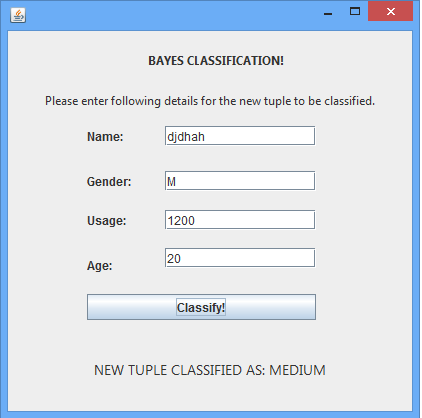 BAYES CLASSIFICATION!
Please enter following details for the new tuple to be classified.
Name: djdhah
Gender: M
Usage: 1200
Age: 20
Classify!
NEW TUPLE CLASSIFIED AS: MEDIUM